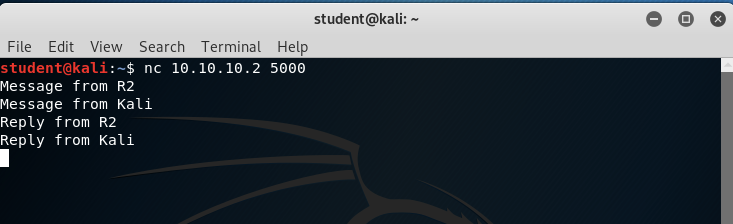 student@kali: ~
File Edit View Search Terminal Help
student@kali:~$ nc 10.10.10.2 5000
Message from R2
Message from Kali
Reply from R2
Reply from Kali